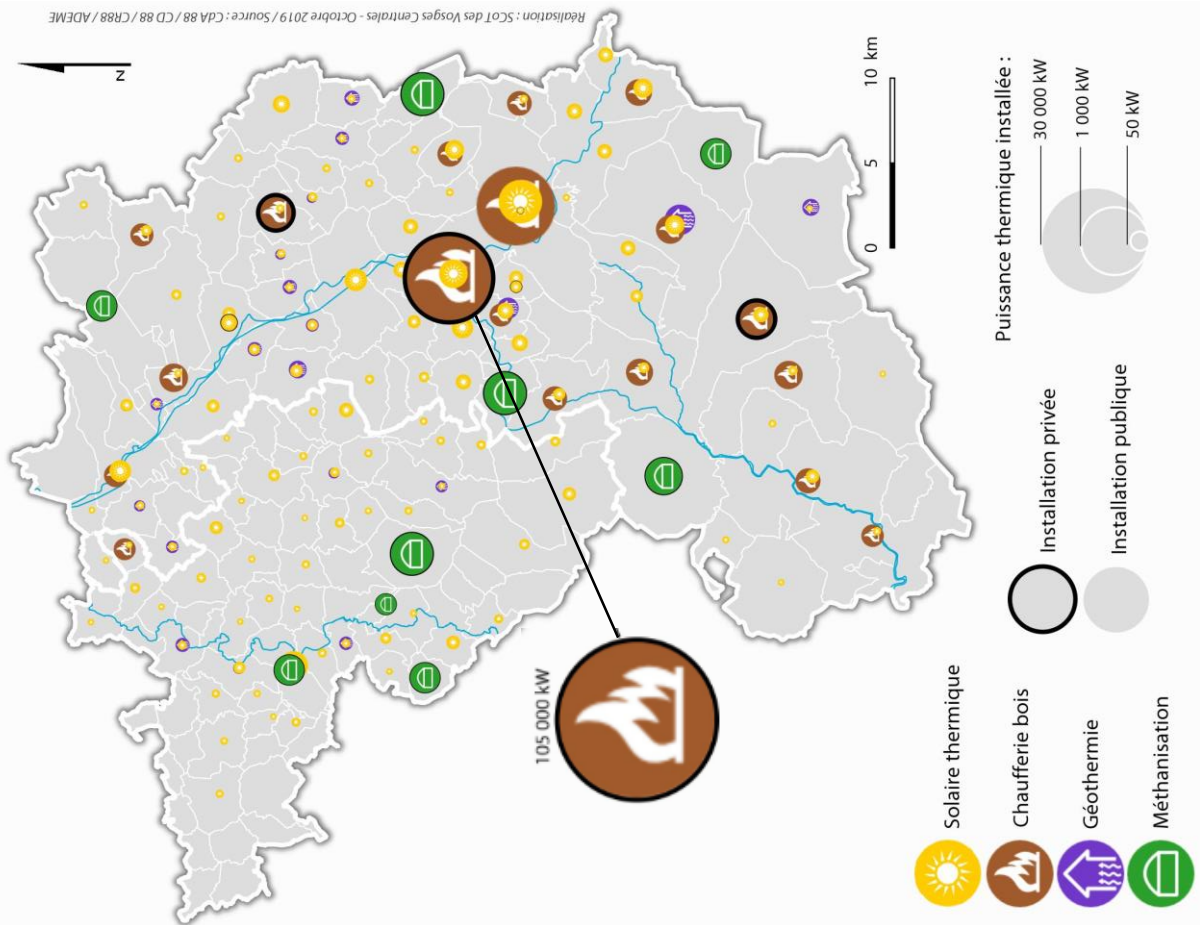 Réalisation : SCoT des Vosges Centrales - Octobre 2019 / Source : CdA 88 / CD 88 / CR88 / ADEME
N
105 000 kW
0 5 10 km
Solaire thermique
Chaufferie bois
Géothermie
Méthanisation
Installation privée
Installation publique
Puissance thermique installée :
30 000 kW
1 000 kW
50 kW